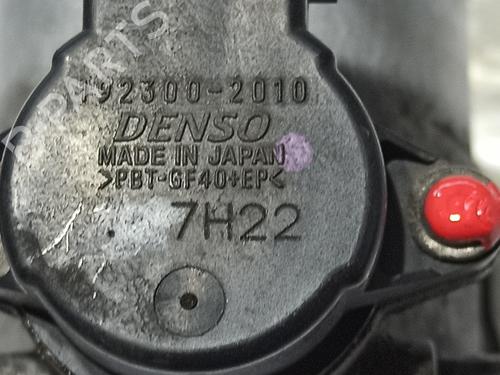 192300-2010
DENSO
MADE IN JAPAN
>PBT-GF40+EP<
7H22